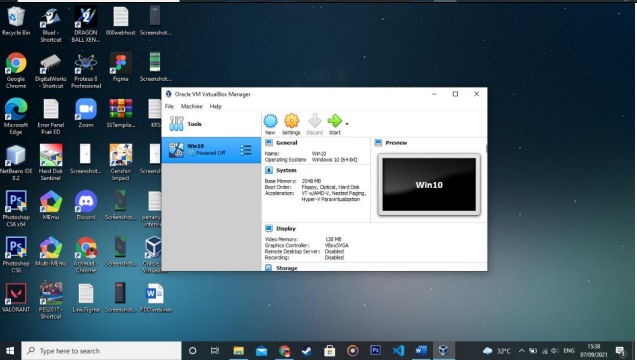 Recycle Bin
BlueJ -
Shortcut
DRAGON
BALL XEN...
000webhost
Screenshot...
Google
Chrome
DigitalWorks
- Shortcut
Proteus 8
Professional
Figma
Screenshot...
Microsoft
Edge
Error Panel
Prak ED
Zoom
SSTampila...
KRS
NetBeans IDE
8.2
Hard Disk
Sentinel
Screenshot...
Genshin
Impact
Screenshot...
Photoshop
CS6 x64
MEmu
Discord
Screenshot...
Photoshop
CS6
Multi-MEmu
Achmad -
Chrome
Screenshot...
Oracle
Virtual
VALORANT
PES2017 -
Shortcut
Link Figma
Screenshot...
PDD webinar
Oracle VM VirtualBox Manager
File Machine Help
Tools
New Settings Discard Start
Win10
Powered Off
General
Name: Win10
Operating System: Windows 10 (64-bit)
System
Base Memory: 2048 MB
Boot Order: Floppy, Optical, Hard Disk
Acceleration: VT-x/AMD-V, Nested Paging,
Hyper-V Paravirtualization
Display
Video Memory: 128 MB
Graphics Controller: VBoxSVGA
Remote Desktop Server: Disabled
Recording: Disabled
Storage
Preview
Win10
Type here to search
32°C
ENG
15:38
07/09/2021